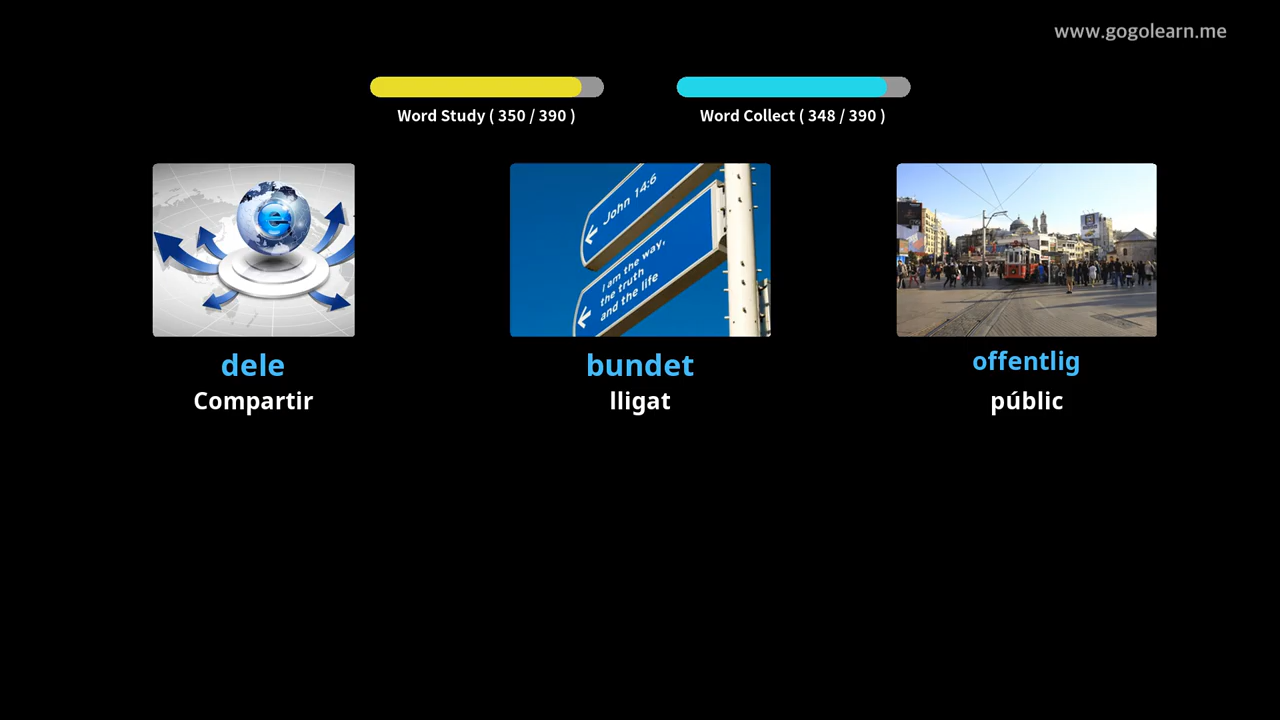 www.gogolearn.me
Word Study ( 350 / 390 )
Word Collect ( 348 / 390 )
e
John 14:6
I am the way,
the truth
and the life
dele
Compartir
bundet
lligat
offentlig
públic